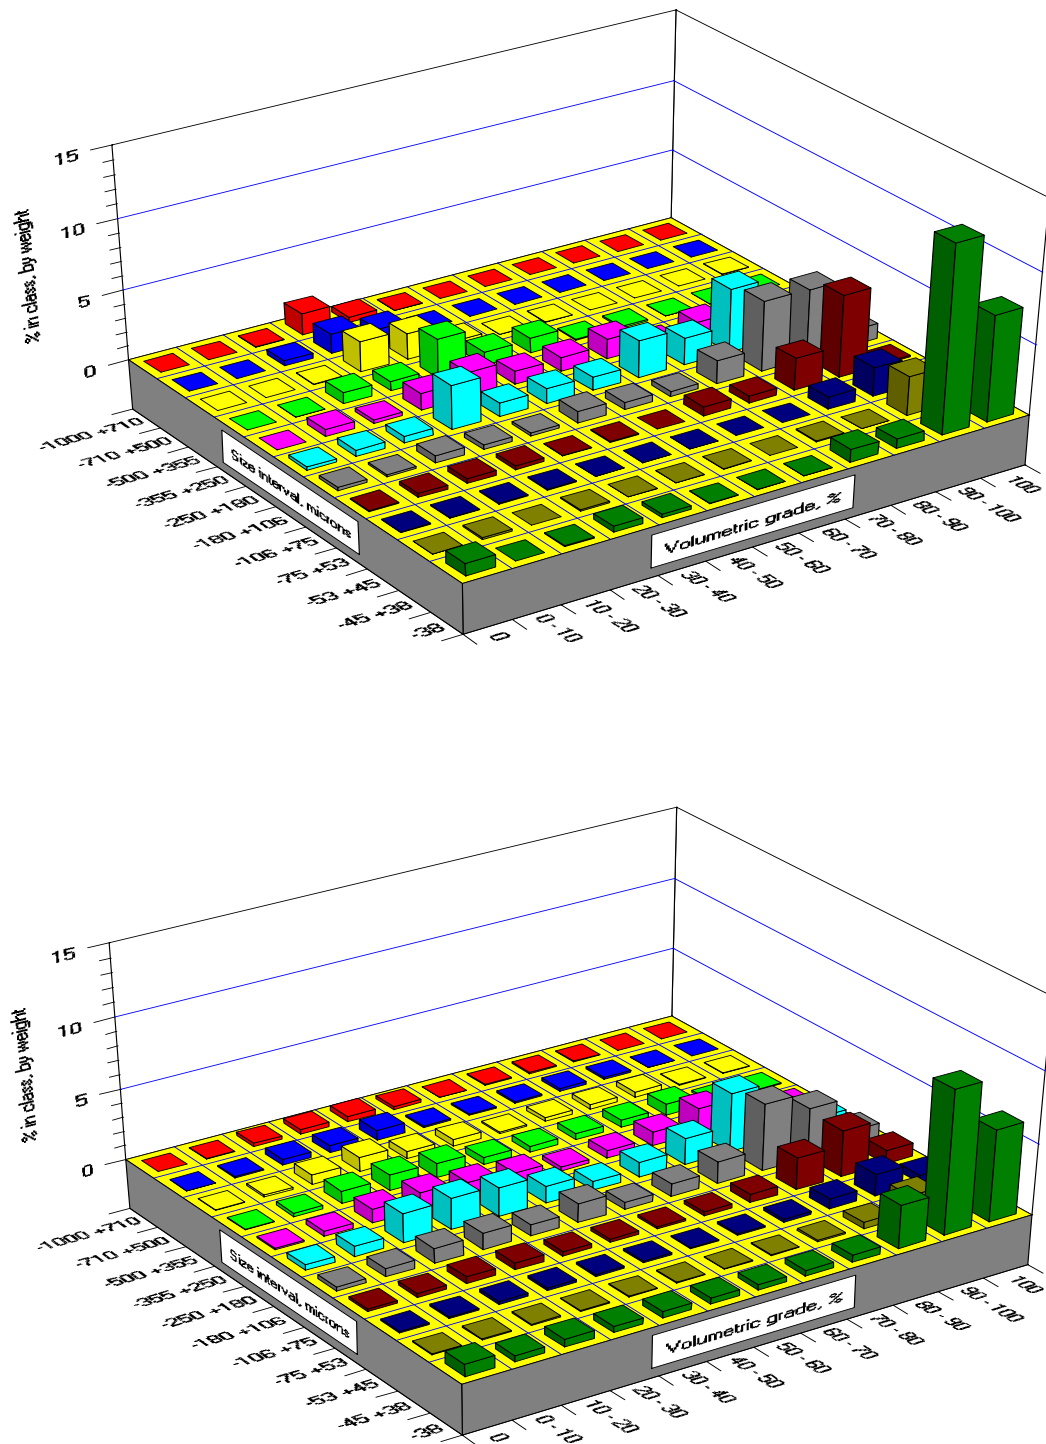 15
10
5
0
% in class, by weight
-1000 +710
-710 +500
-500 +355
-355 +250
-250 +180
-180 +106
-106 +75
-75 +53
-53 +45
-45 +38
-38
Size interval, microns
Volumetric grade, %
0
0 - 10
10 - 20
20 - 30
30 - 40
40 - 50
50 - 60
60 - 70
70 - 80
80 - 90
90 - 100
100
15
10
5
0
% in class, by weight
-1000 +710
-710 +500
-500 +355
-355 +250
-250 +180
-180 +106
-106 +75
-75 +53
-53 +45
-45 +38
-38
Size interval, microns
Volumetric grade, %
0
0 - 10
10 - 20
20 - 30
30 - 40
40 - 50
50 - 60
60 - 70
70 - 80
80 - 90
90 - 100
100